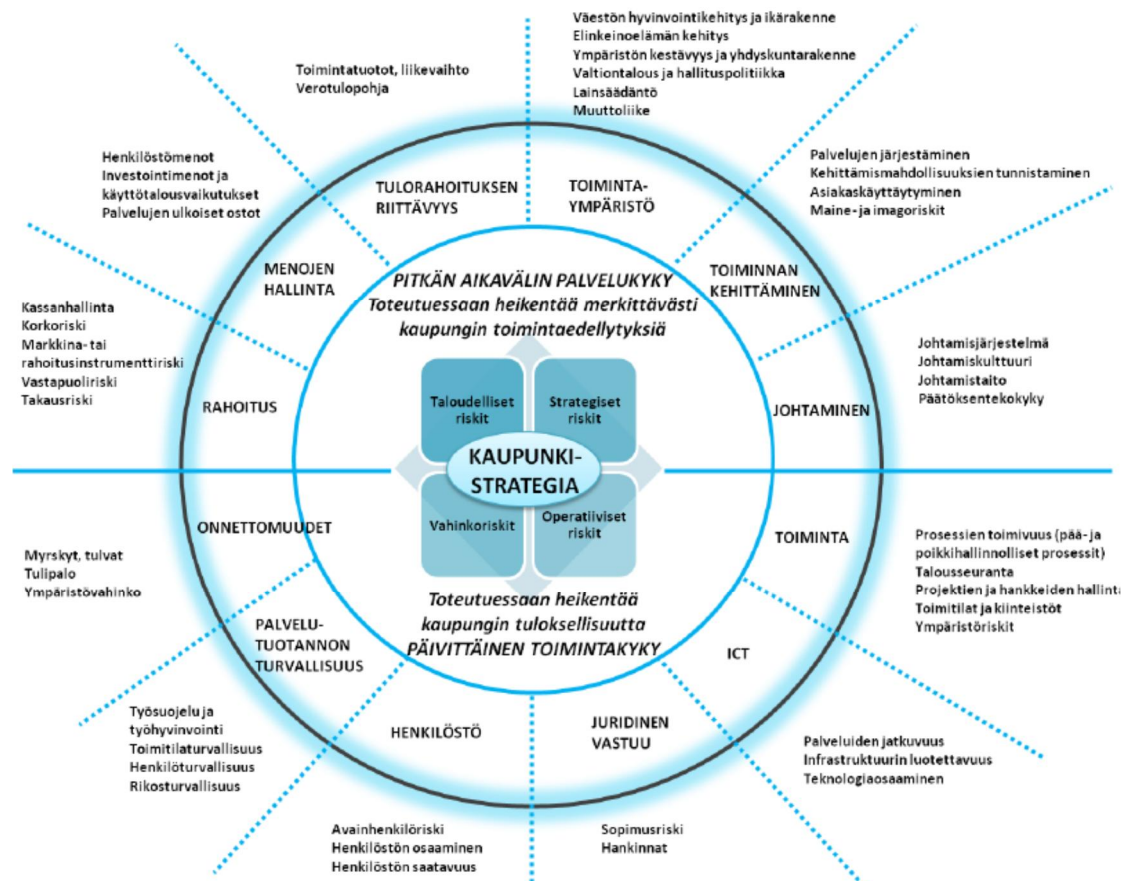 Väestön hyvinvointikehitys ja ikärakenne
Elinkeinoelämän kehitys
Ympäristön kestävyys ja yhdyskuntarakenne
Valtiontalous ja hallituspolitiikka
Lainsäädäntö
Muuttoliike
Toimintatuotot, liikevaihto
Verotulopohja
Henkilöstömenot
Investointimenot ja
käyttötalousvaikutukset
Palvelujen ulkoiset ostot
Palvelujen järjestäminen
Kehittämismahdollisuuksien tunnistaminen
Asiakaskäyttäytyminen
Maine- ja imagoriskit
TULORAHOITUKSEN
RIITTÄVYYS
TOIMINTA-
YMPÄRISTÖ
MENOJEN
HALLINTA
TOIMINNAN
KEHITTÄMINEN
PITKÄN AIKAVÄLIN PALVELUKYKY
Toteutuessaan heikentää merkittävästi
kaupungin toimintaedellytyksiä
Kassanhallinta
Korkoriski
Markkina- tai
rahoitusinstrumenttiriski
Vastapuoliriski
Takausriski
RAHOITUS
Johtamisjärjestelmä
Johtamiskulttuuri
Johtamistaito
Päätöksentekokyky
JOHTAMINEN
Taloudelliset
riskit
Strategiset
riskit
KAUPUNKI-
STRATEGIA
Vahinkoriskit
Operatiiviset
riskit
ONNETTOMUUDET
TOIMINTA
Myrskyt, tulvat
Tulipalo
Ympäristövahinko
Prosessien toimivuus (pää- ja
poikkihallinnolliset prosessit)
Talousseuranta
Projektien ja hankkeiden hallinta
Toimitilat ja kiinteistöt
Ympäristöriskit
Toteutuessaan heikentää
kaupungin tuloksellisuutta
PÄIVITTÄINEN TOIMINTAKYKY
PALVELU-
TUOTANNON
TURVALLISUUS
ICT
HENKILÖSTÖ
JURIDINEN
VASTUU
Työsuojelu ja
työhyvinvointi
Toimitilaturvallisuus
Henkilöturvallisuus
Rikosturvallisuus
Palveluiden jatkuvuus
Infrastruktuurin luotettavuus
Teknologiaosaaminen
Avainhenkilöriski
Henkilöstön osaaminen
Henkilöstön saatavuus
Sopimusriski
Hankinnat